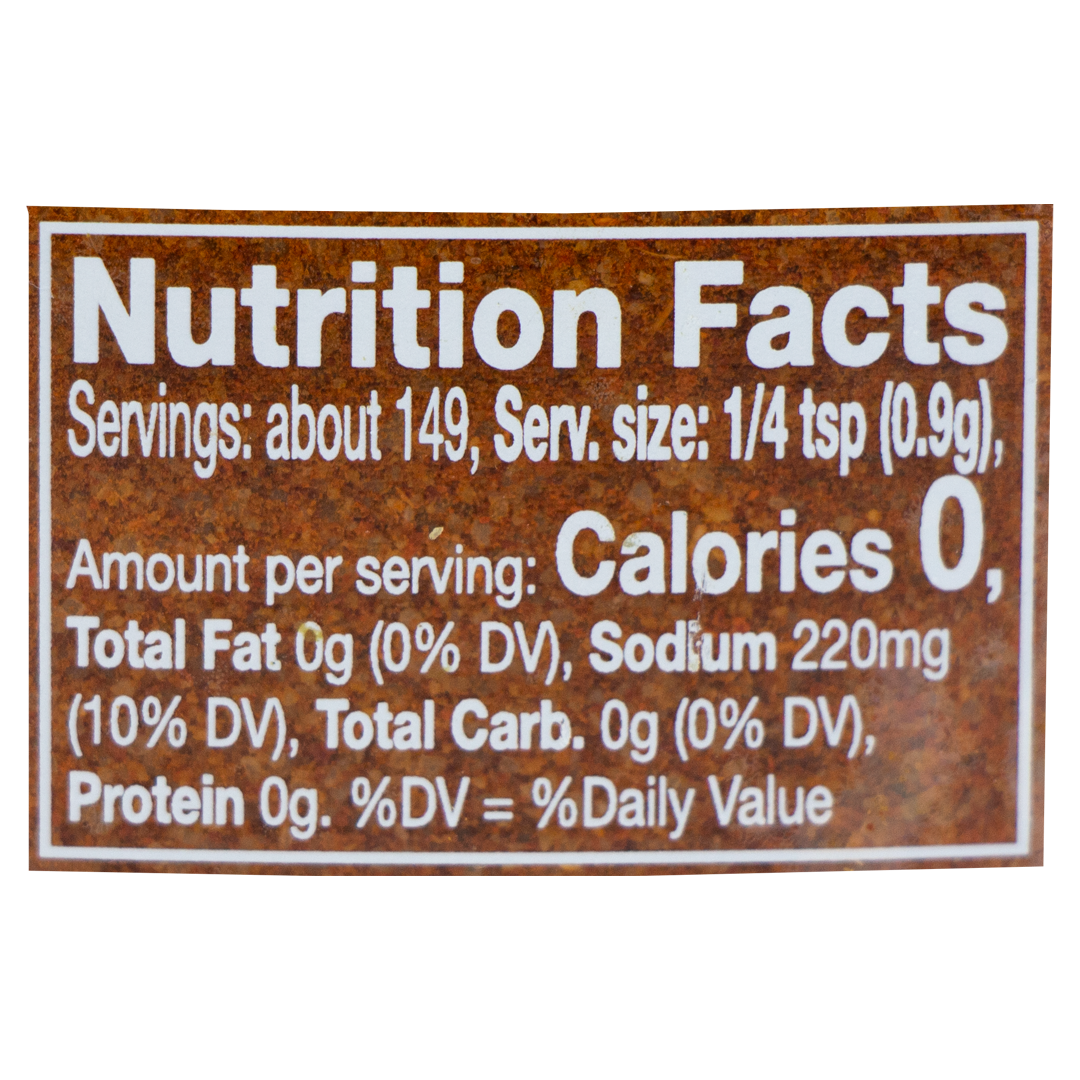 Nutrition Facts
Servings: about 149, Serv. size: 1/4 tsp (0.9g),
Amount per serving: Calories 0,
Total Fat 0g (0% DV), Sodium 220mg
(10% DV), Total Carb. 0g (0% DV),
Protein 0g. %DV = %Daily Value